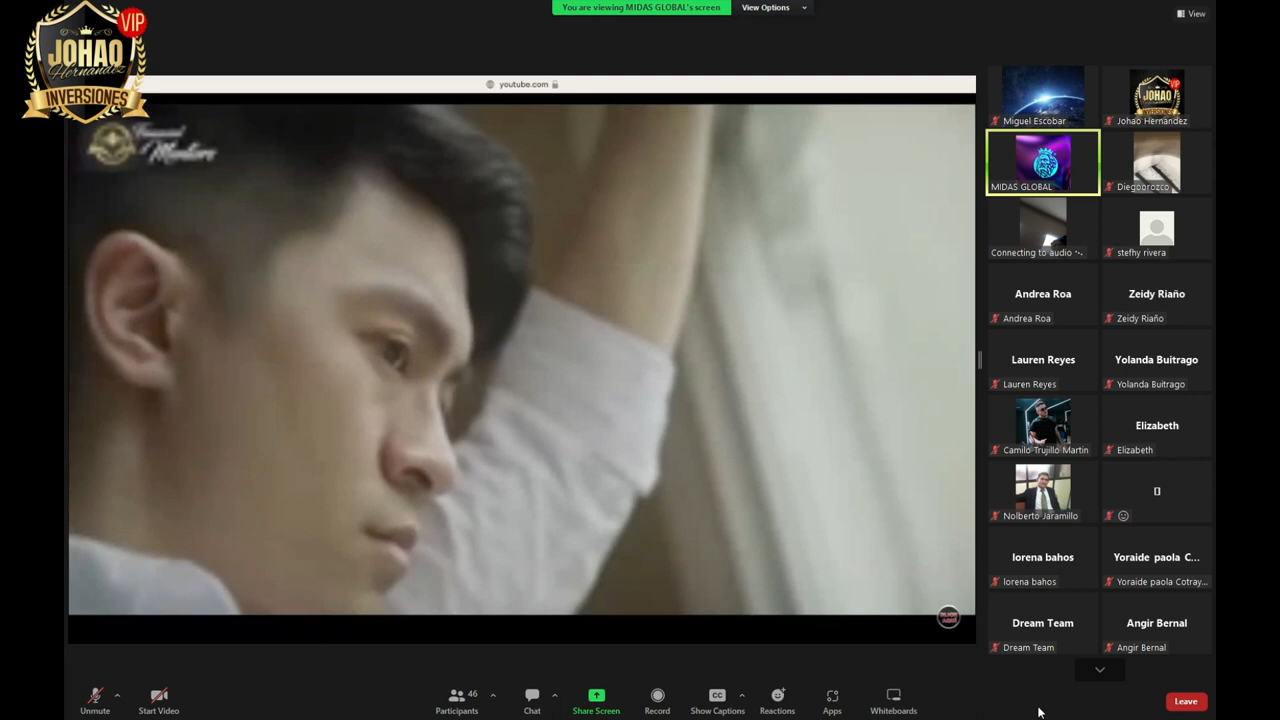 You are viewing MIDAS GLOBAL's screen
View Options
View
VIP
JOHAO
Hernandez
INVERSIONES
youtube.com
Financial
Mentors
Miguel Escobar
Johao Hernández
MIDAS GLOBAL
Diegoorozco
Connecting to audio
stefhy rivera
Andrea Roa
Andrea Roa
Zeidy Riaño
Zeidy Riaño
Lauren Reyes
Lauren Reyes
Yolanda Buitrago
Yolanda Buitrago
Camilo Trujillo Martin
Elizabeth
Elizabeth
Nolberto Jaramillo
lorena bahos
lorena bahos
Yoraide paola C...
Yoraide paola Cotray...
Dream Team
Dream Team
Angir Bernal
Angir Bernal
Unmute
Start Video
46
Participants
Chat
Share Screen
Record
CC
Show Captions
Reactions
Apps
Whiteboards
Leave